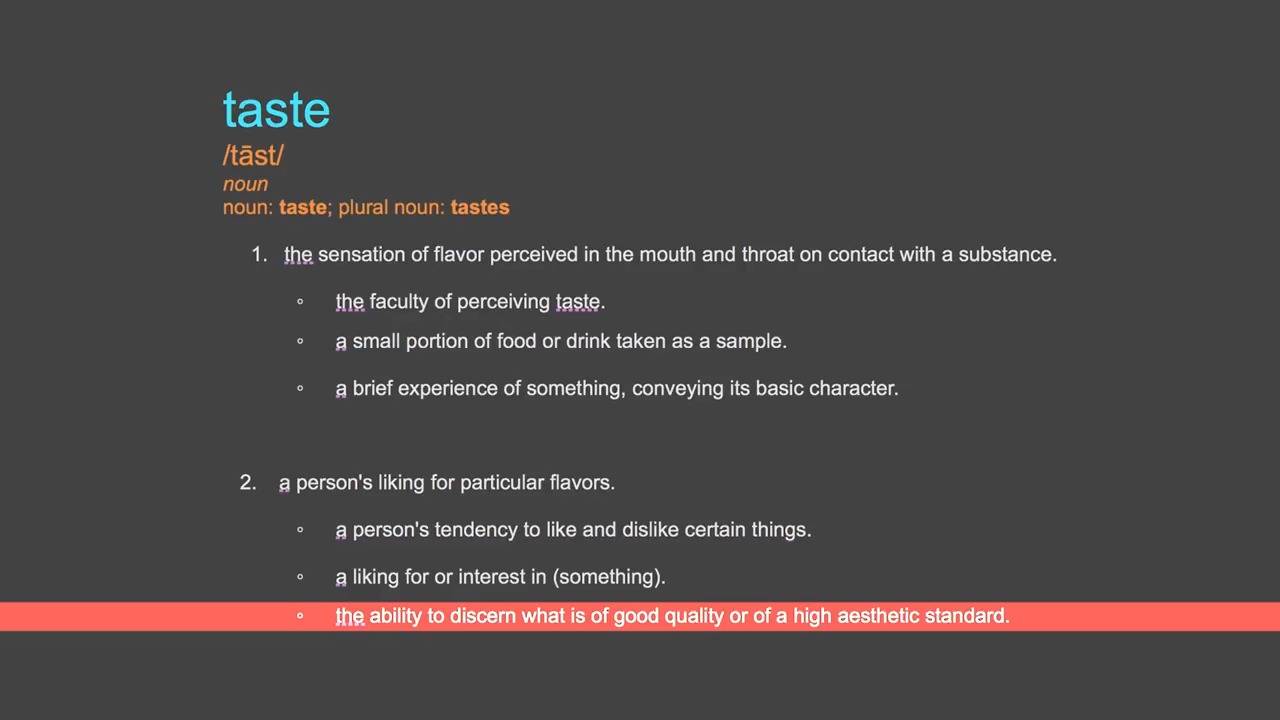 taste
/tāst/
noun
noun: taste; plural noun: tastes
1. the sensation of flavor perceived in the mouth and throat on contact with a substance.
◦ the faculty of perceiving taste.
◦ a small portion of food or drink taken as a sample.
◦ a brief experience of something, conveying its basic character.
2. a person's liking for particular flavors.
◦ a person's tendency to like and dislike certain things.
◦ a liking for or interest in (something).
◦ the ability to discern what is of good quality or of a high aesthetic standard.